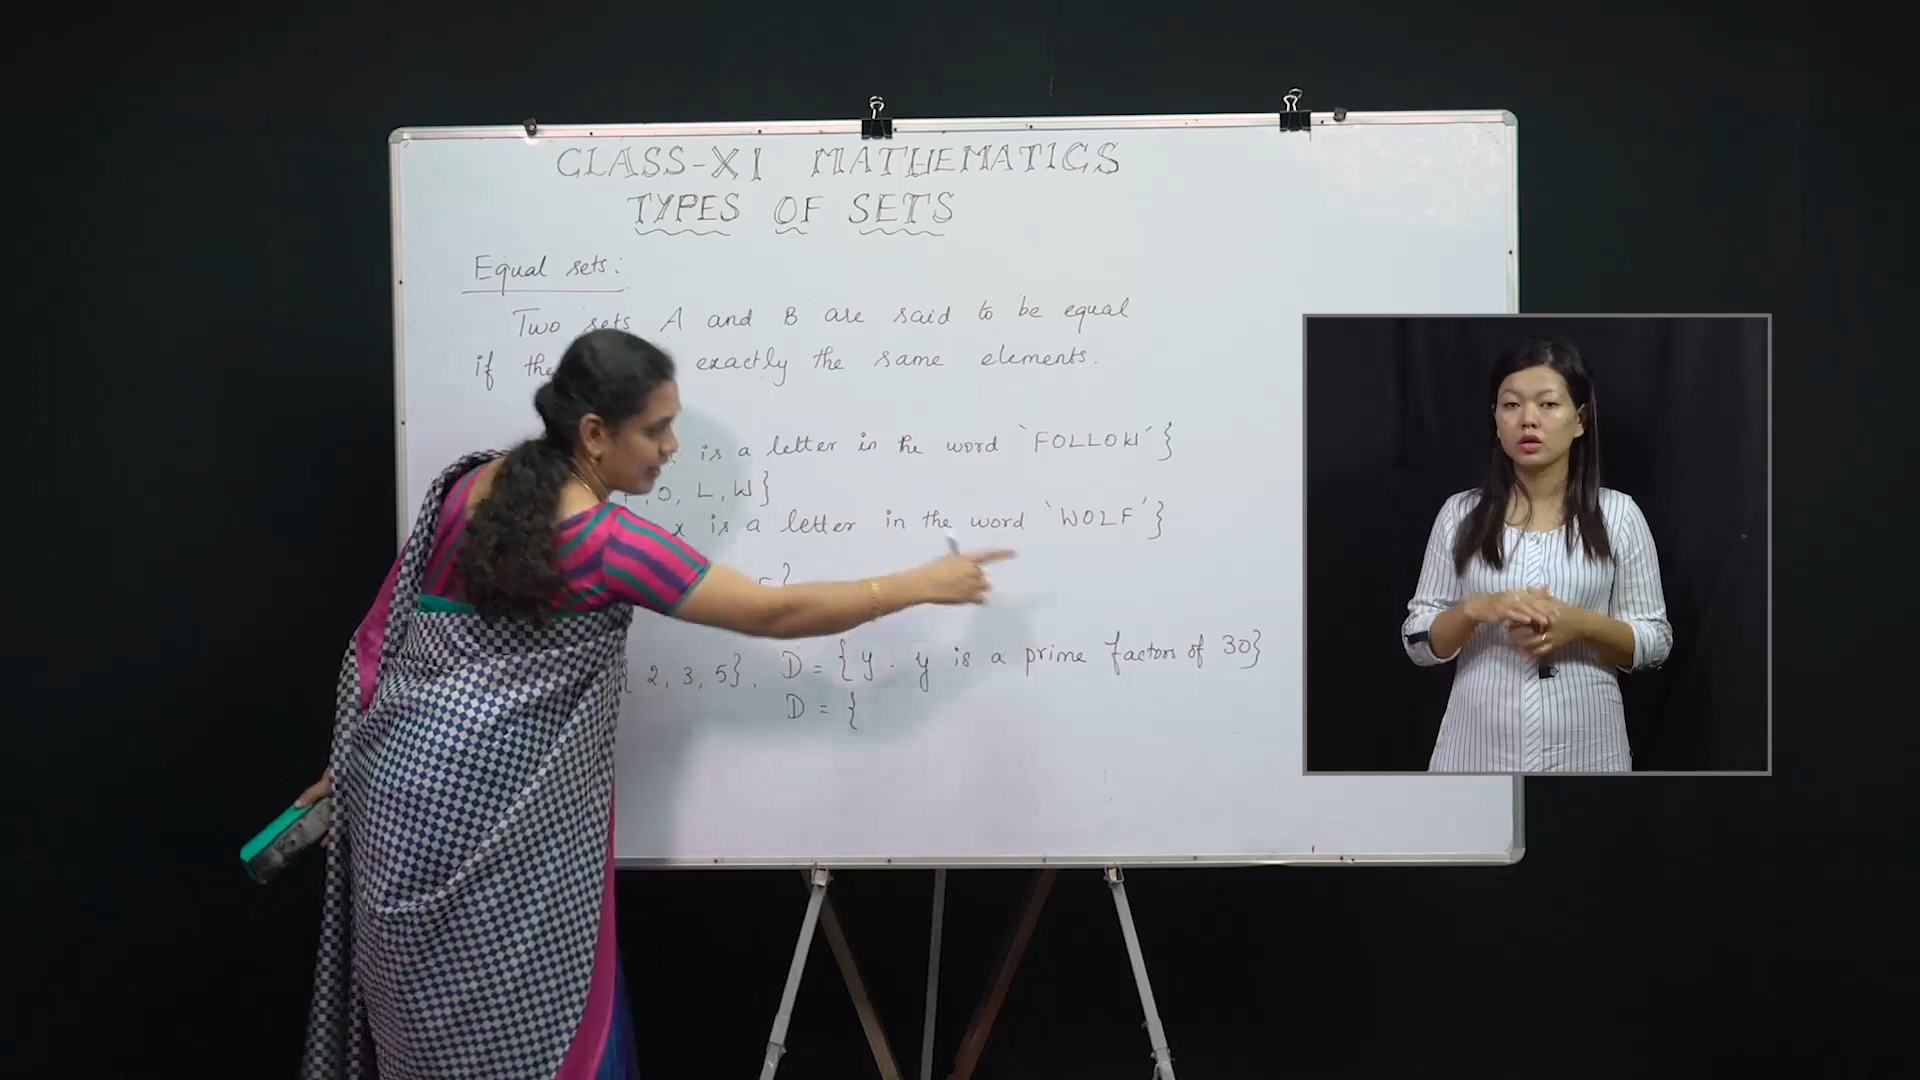 CLASS-XI MATHEMATICS
TYPES OF SETS
Equal sets:
Two sets A and B are said to be equal
if exactly the same elements.
is a letter in the word 'FOLLOW'}
, O, L, W}
x is a letter in the word 'WOLF'}
}
{ 2, 3, 5}. D = { y . y is a prime factors of 30}
D = {